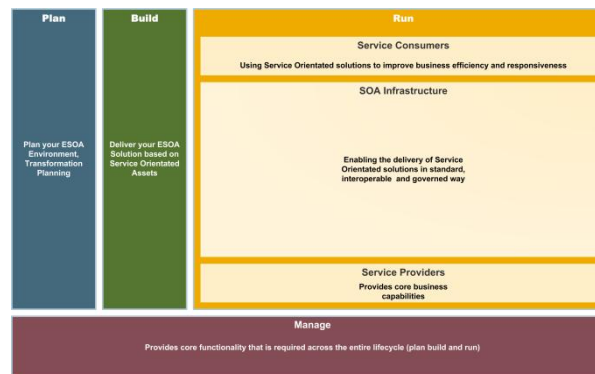 Plan
Plan your ESOA
Environment,
Transformation
Planning
Build
Deliver your ESOA
Solution based on
Service Orientated
Assets
Run
Service Consumers
Using Service Orientated solutions to improve business efficiency and responsiveness
SOA Infrastructure
Enabling the delivery of Service
Orientated solutions in standard,
interoperable and governed way
Service Providers
Provides core business
capabilities
Manage
Provides core functionality that is required across the entire lifecycle (plan build and run)